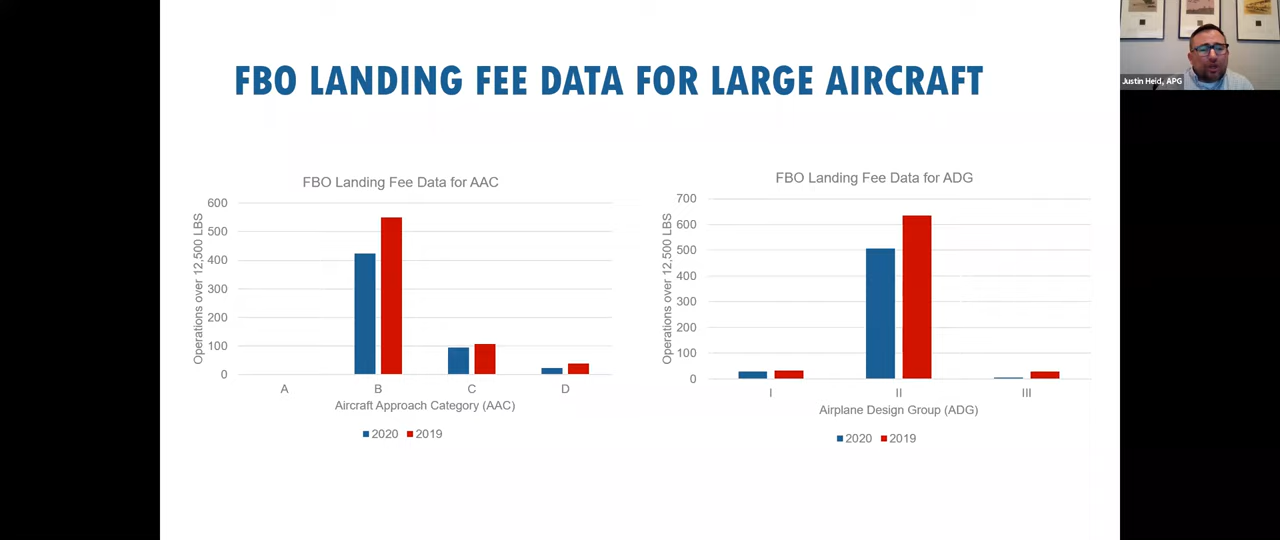 FBO LANDING FEE DATA FOR LARGE AIRCRAFT
Justin Heid, APG
FBO Landing Fee Data for AAC
Operations over 12,500 LBS
600
500
400
300
200
100
0
A B C D
Aircraft Approach Category (AAC)
2020 2019
FBO Landing Fee Data for ADG
Operations over 12,500 LBS
700
600
500
400
300
200
100
0
I II III
Airplane Design Group (ADG)
2020 2019